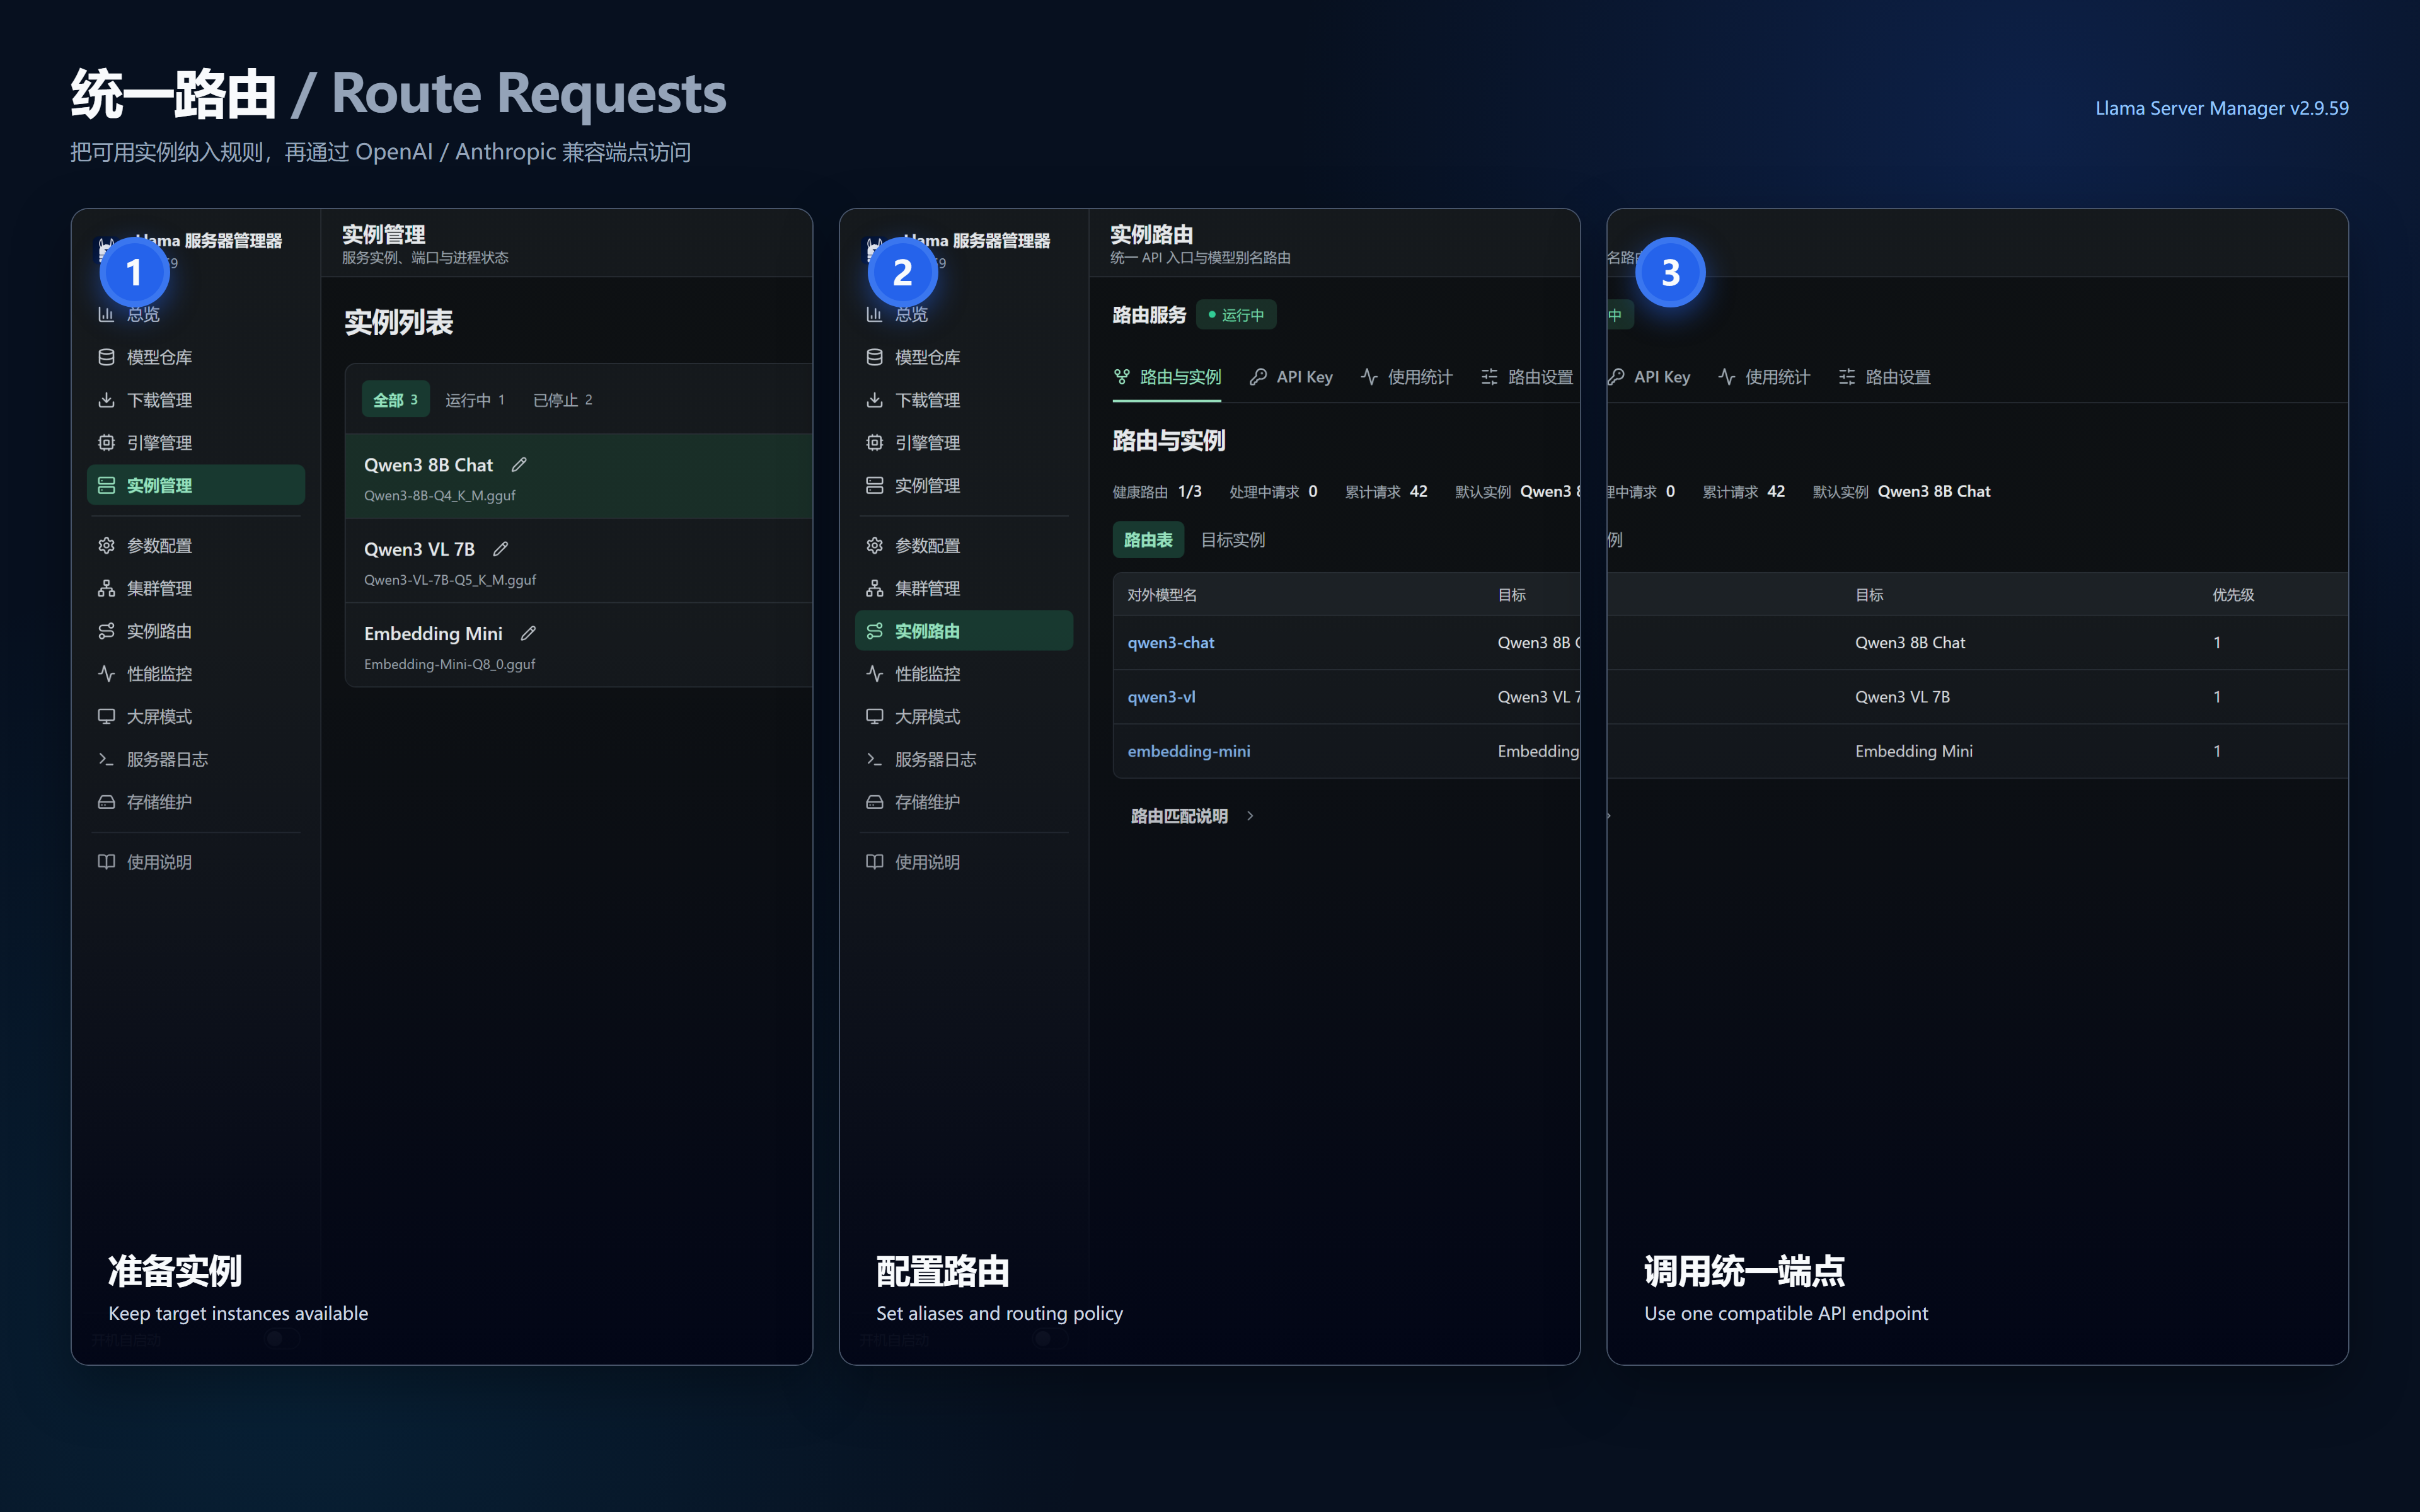 统一路由 / Route Requests
把可用实例纳入规则，再通过 OpenAI / Anthropic 兼容端点访问
Llama Server Manager v2.9.59
1
服务器管理器
总览
模型仓库
下载管理
引擎管理
实例管理
参数配置
集群管理
实例路由
性能监控
大屏模式
服务器日志
存储维护
使用说明
实例管理
服务实例、端口与进程状态
实例列表
全部 3 运行中 1 已停止 2
Qwen3 8B Chat
Qwen3-8B-Q4_K_M.gguf
Qwen3 VL 7B
Qwen3-VL-7B-Q5_K_M.gguf
Embedding Mini
Embedding-Mini-Q8_0.gguf
准备实例
Keep target instances available
2
服务器管理器
总览
模型仓库
下载管理
引擎管理
实例管理
参数配置
集群管理
实例路由
性能监控
大屏模式
服务器日志
存储维护
使用说明
实例路由
统一 API 入口与模型别名路由
路由服务 运行中
路由与实例 API Key 使用统计 路由设置
路由与实例
健康路由 1/3 处理中请求 0 累计请求 42 默认实例 Qwen3
路由表 目标实例
对外模型名 目标
qwen3-chat Qwen3 8B
qwen3-vl Qwen3 VL 7
embedding-mini Embedding
路由匹配说明
配置路由
Set aliases and routing policy
3
名路
中
API Key 使用统计 路由设置
理中请求 0 累计请求 42 默认实例 Qwen3 8B Chat
例
目标 优先级
Qwen3 8B Chat 1
Qwen3 VL 7B 1
Embedding Mini 1
调用统一端点
Use one compatible API endpoint